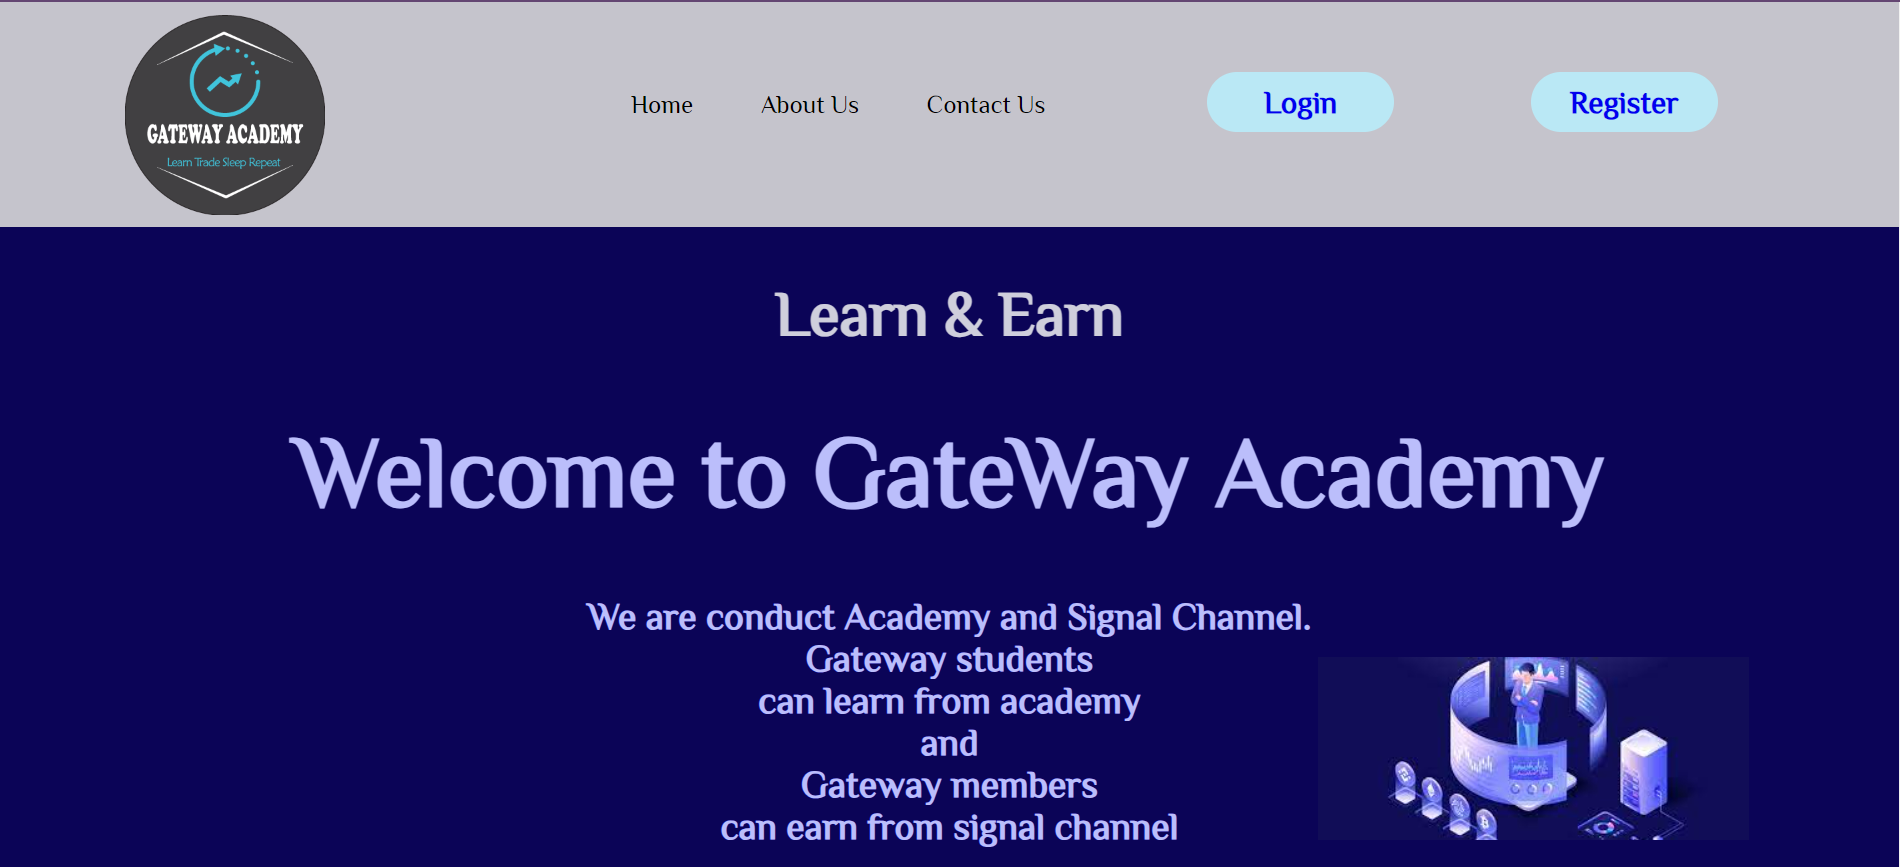 GATEWAY ACADEMY
Learn Trade Sleep Repeat
Home About Us Contact Us Login Register
Learn & Earn
Welcome to GateWay Academy
We are conduct Academy and Signal Channel.
Gateway students
can learn from academy
and
Gateway members
can earn from signal channel